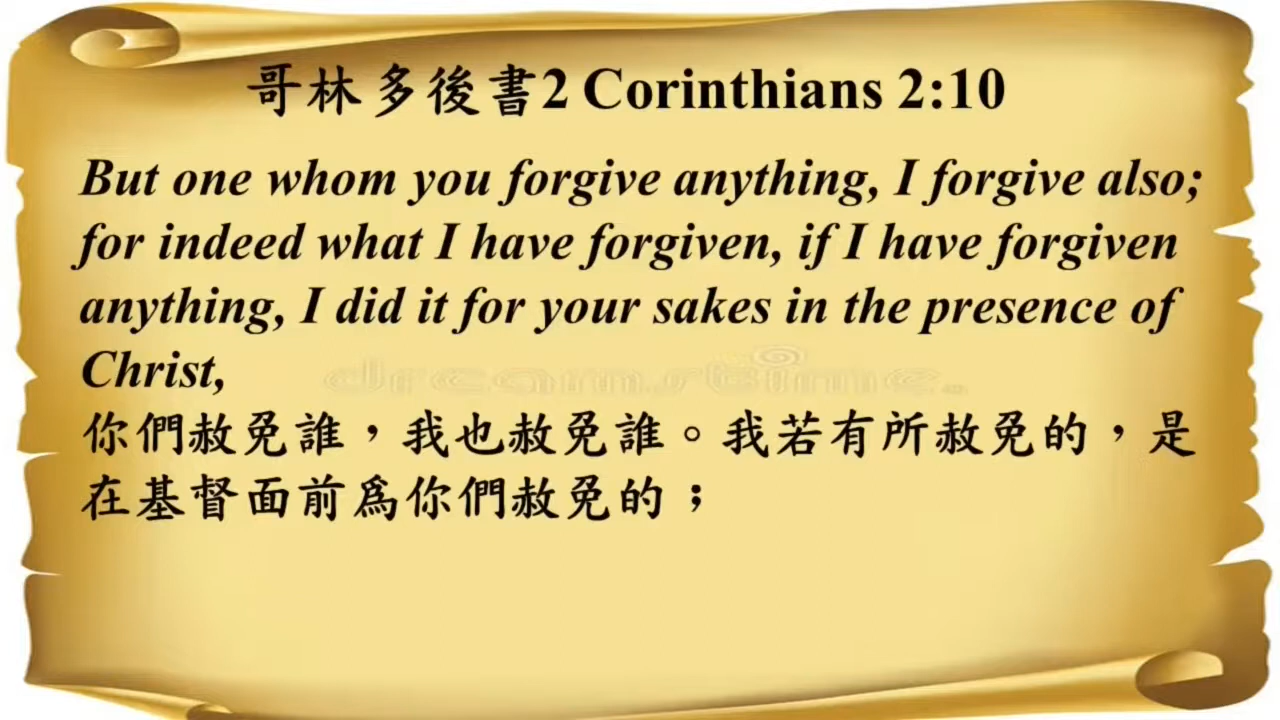 哥林多後書2 Corinthians 2:10
But one whom you forgive anything, I forgive also;
for indeed what I have forgiven, if I have forgiven
anything, I did it for your sakes in the presence of
Christ,
dreamstime
你們赦免誰，我也赦免誰。我若有所赦免的，是
在基督面前爲你們赦免的；